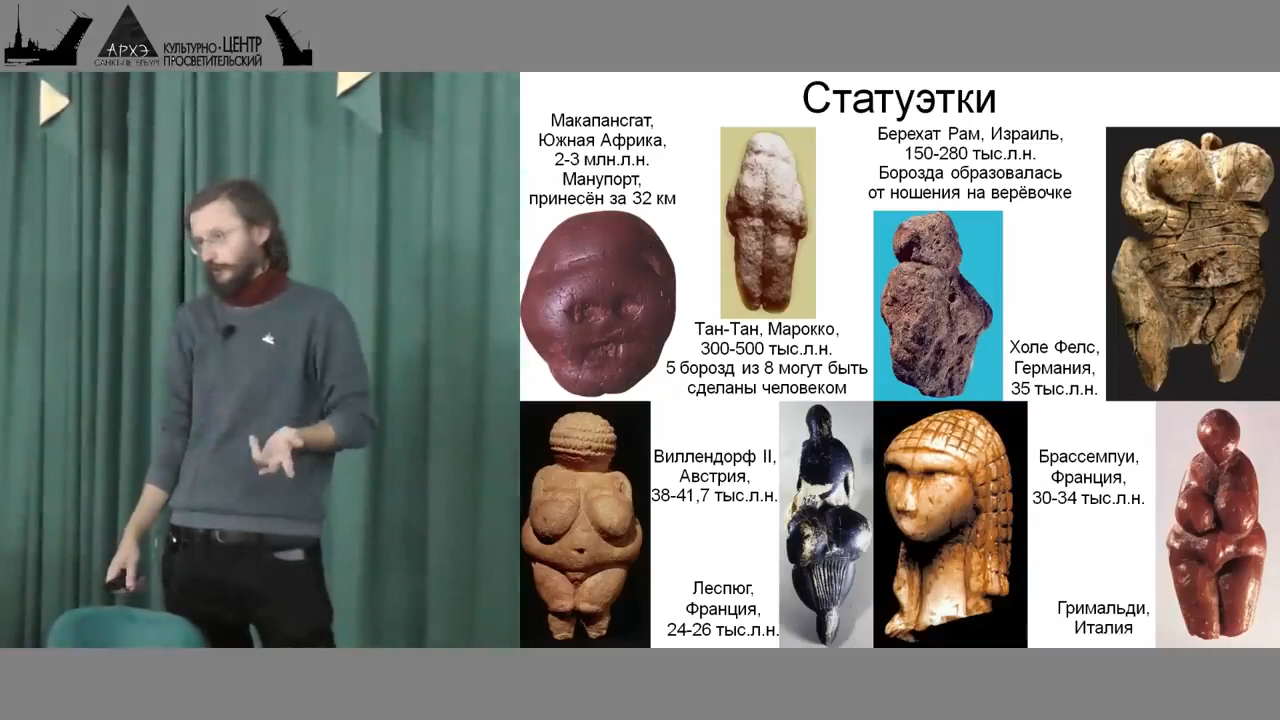 АРХЭ
САНКТ-ПЕТЕРБУРГ
КУЛЬТУРНО-ЦЕНТР
ПРОСВЕТИТЕЛЬСКИЙ
Статуэтки
Макапансгат,
Южная Африка,
2-3 млн.л.н.
Манупорт,
принесён за 32 км
Тан-Тан, Марокко,
300-500 тыс.л.н.
5 борозд из 8 могут быть
сделаны человеком
Берехат Рам, Израиль,
150-280 тыс.л.н.
Борозда образовалась
от ношения на верёвочке
Холе Фелс,
Германия,
35 тыс.л.н.
Виллендорф II,
Австрия,
38-41,7 тыс.л.н.
Леспюг,
Франция,
24-26 тыс.л.н.
Брассемпуи,
Франция,
30-34 тыс.л.н.
Гримальди,
Италия